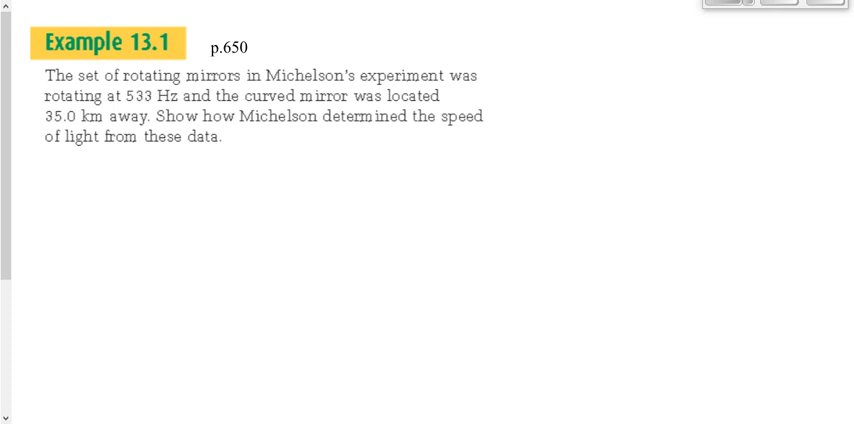 Example 13.1 p.650
The set of rotating mirrors in Michelson's experiment was
rotating at 533 Hz and the curved mirror was located
35.0 km away. Show how Michelson determined the speed
of light from these data.